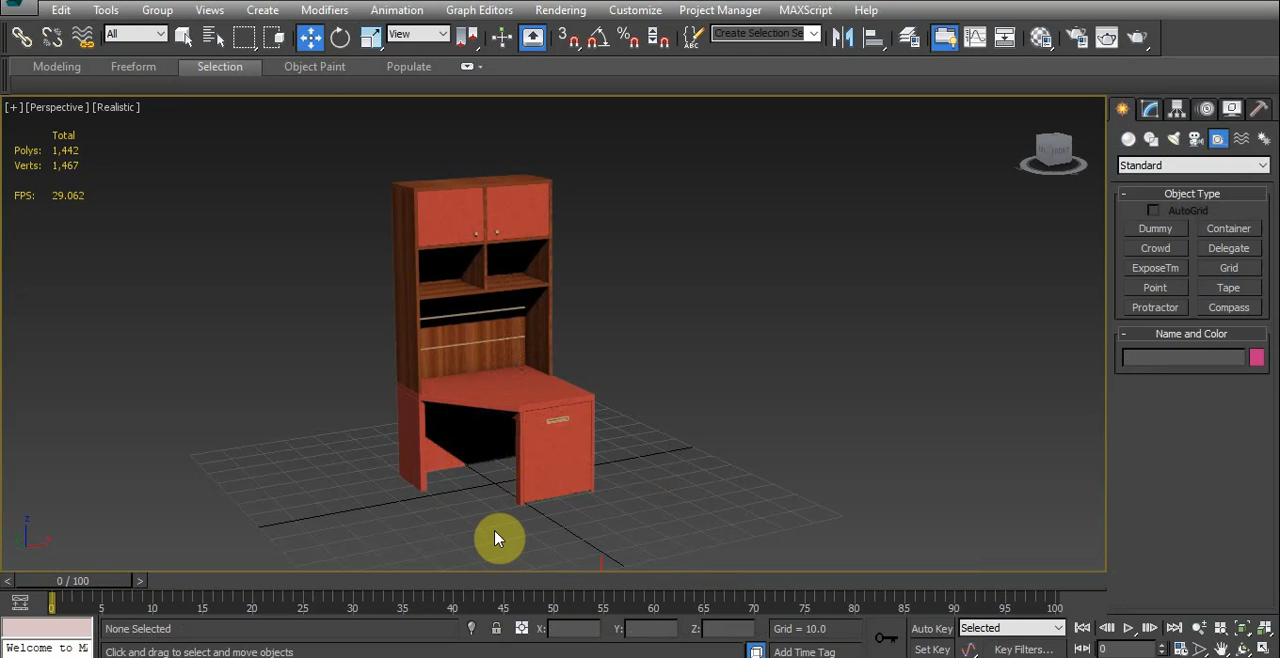 Edit Tools Group Views Create Modifiers Animation Graph Editors Rendering Customize Project Manager MAXScript Help
All View 3 Create Selection Se
Modeling Freeform Selection Object Paint Populate
[+] [Perspective] [Realistic]
Total
Polys: 1,442
Verts: 1,467
FPS: 29.062
FRONT
Standard
- Object Type
AutoGrid
Dummy Container
Crowd Delegate
ExposeTm Grid
Point Tape
Protractor Compass
- Name and Color
z
x
< 0 / 100 >
0 5 10 15 20 25 30 35 40 45 50 55 60 65 70 75 80 85 90 95 100
None Selected X: Y: Z: Grid = 10.0 Auto Key Selected
Welcome to M Click and drag to select and move objects Add Time Tag Set Key Key Filters... 0